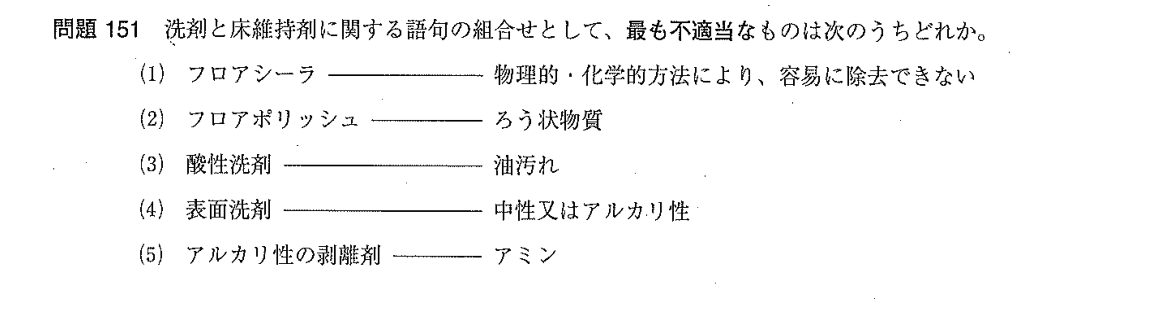 問題 151 洗剤と床維持剤に関する語句の組合せとして、最も不適当なものは次のうちどれか。
(1) フロアシーラ ―――― 物理的・化学的方法により、容易に除去できない
(2) フロアポリッシュ ―――― ろう状物質
(3) 酸性洗剤 ―――― 油汚れ
(4) 表面洗剤 ―――― 中性又はアルカリ性
(5) アルカリ性の剥離剤 ―――― アミン